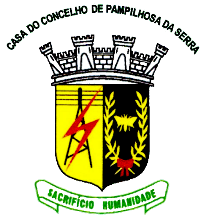 CASA DO CONCELHO DE PAMPILHOSA DA SERRA
SACRIFÍCIO HUMANIDADE